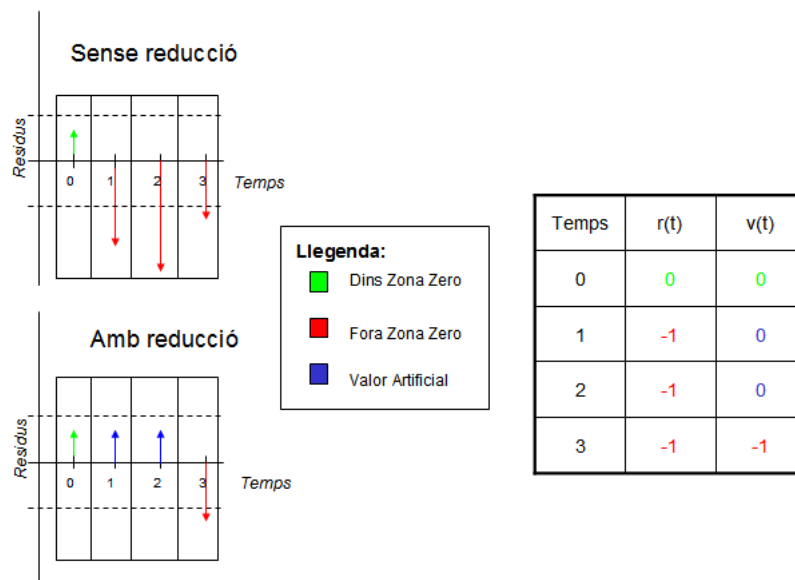 Sense reducció
Residus
0 1 2 3 Temps
Amb reducció
Residus
0 1 2 3 Temps
Llegenda:
Dins Zona Zero
Fora Zona Zero
Valor Artificial
Temps r(t) v(t)
0 0 0
1 -1 0
2 -1 0
3 -1 -1